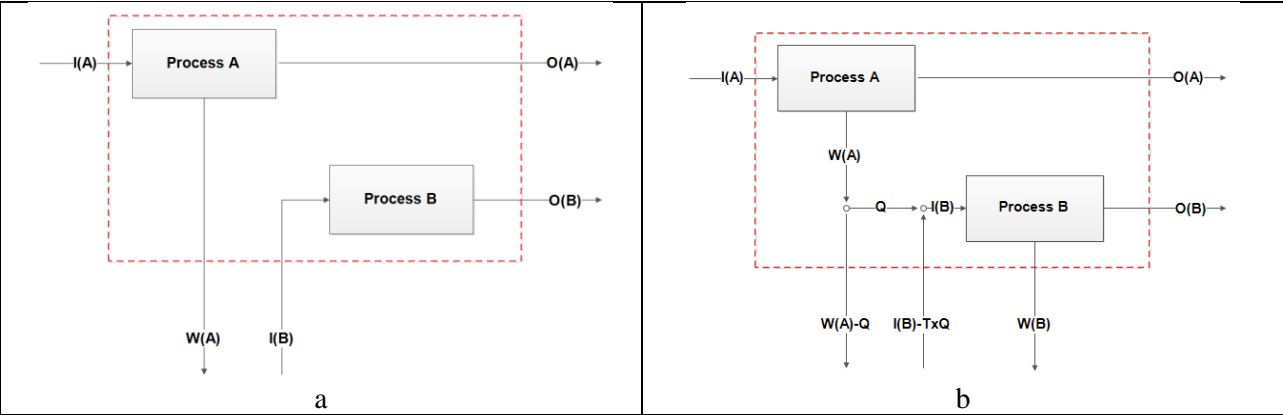 I(A)
Process A
O(A)
Process B
O(B)
W(A)
I(B)
a
I(A)
Process A
O(A)
W(A)
Q
I(B)
Process B
O(B)
W(A)-Q
I(B)-TxQ
W(B)
b